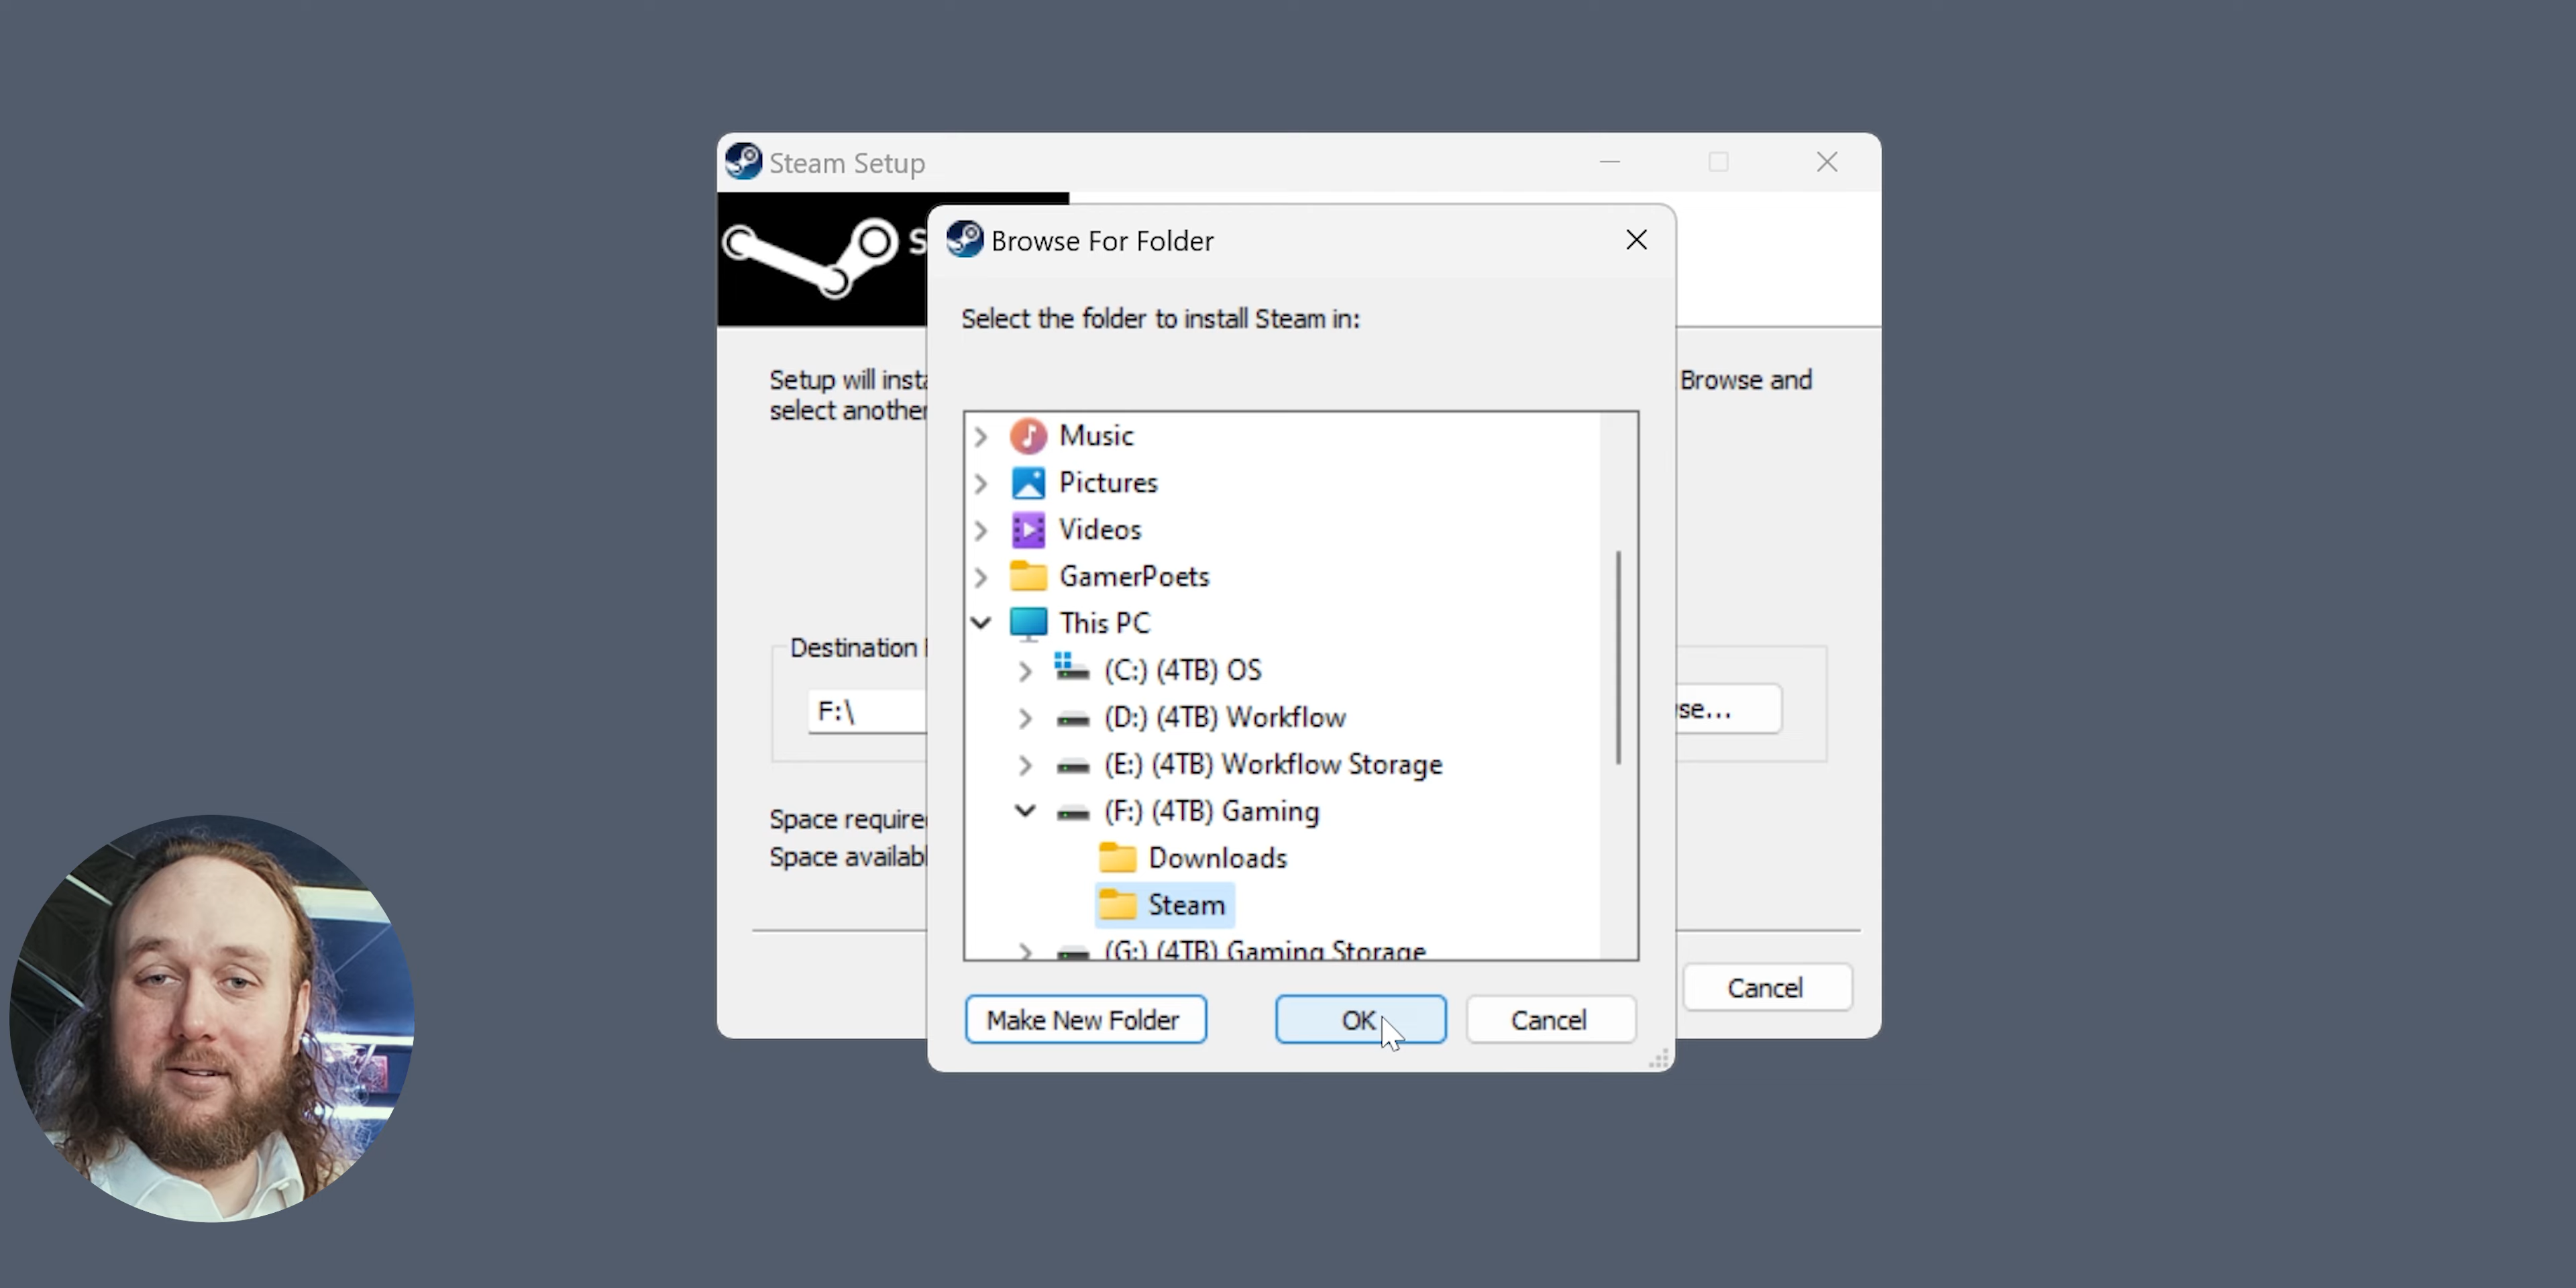 Steam Setup
S
Browse For Folder
Select the folder to install Steam in:
Setup will insta
Browse and
select another
Music
Pictures
Videos
GamerPoets
This PC
(C:) (4TB) OS
(D:) (4TB) Workflow
(E:) (4TB) Workflow Storage
(F:) (4TB) Gaming
Downloads
Steam
(G:) (4TB) Gaming Storage
Destination
F:\
se...
Space require
Space availabl
Make New Folder
OK
Cancel
Cancel